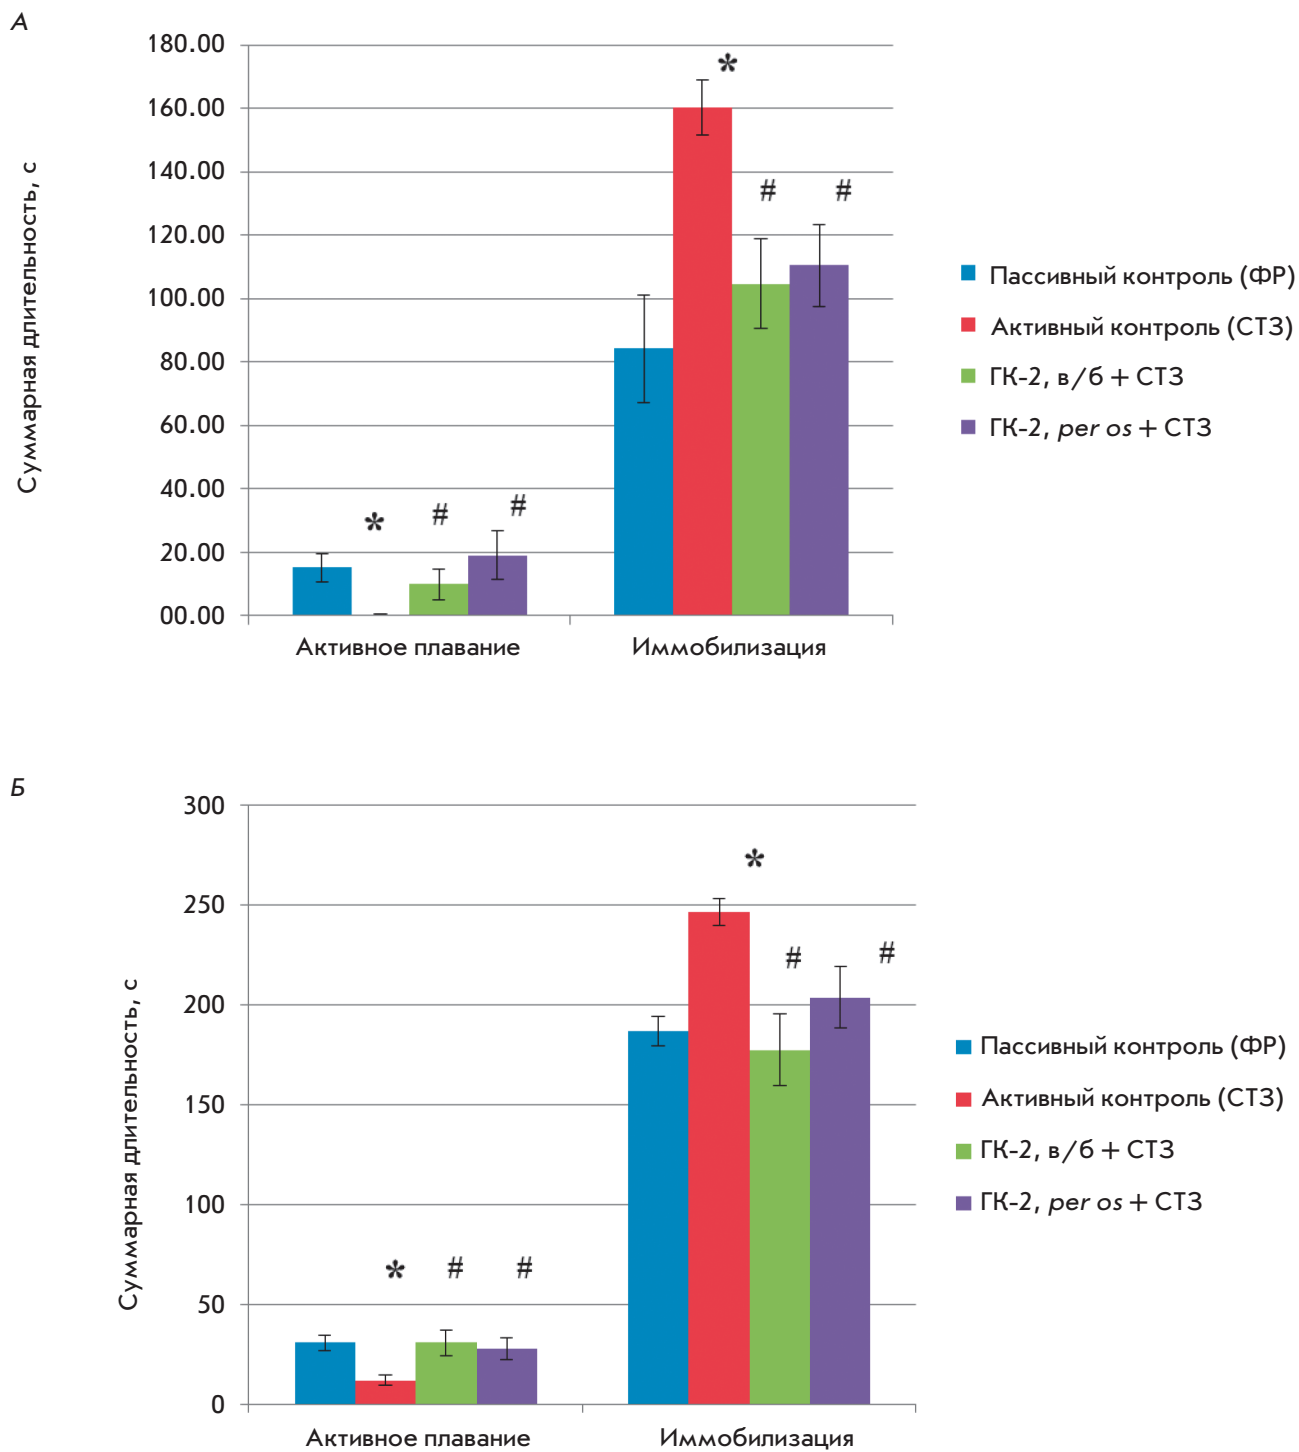 А
Суммарная длительность, с
180.00
160.00
140.00
120.00
100.00
80.00
60.00
40.00
20.00
00.00
*
#
#
*
#
#
Активное плавание
Иммобилизация
Пассивный контроль (ФР)
Активный контроль (СТЗ)
ГК-2, в/б + СТЗ
ГК-2, per os + СТЗ
Б
Суммарная длительность, с
300
250
200
150
100
50
0
*
#
#
*
#
#
Активное плавание
Иммобилизация
Пассивный контроль (ФР)
Активный контроль (СТЗ)
ГК-2, в/б + СТЗ
ГК-2, per os + СТЗ